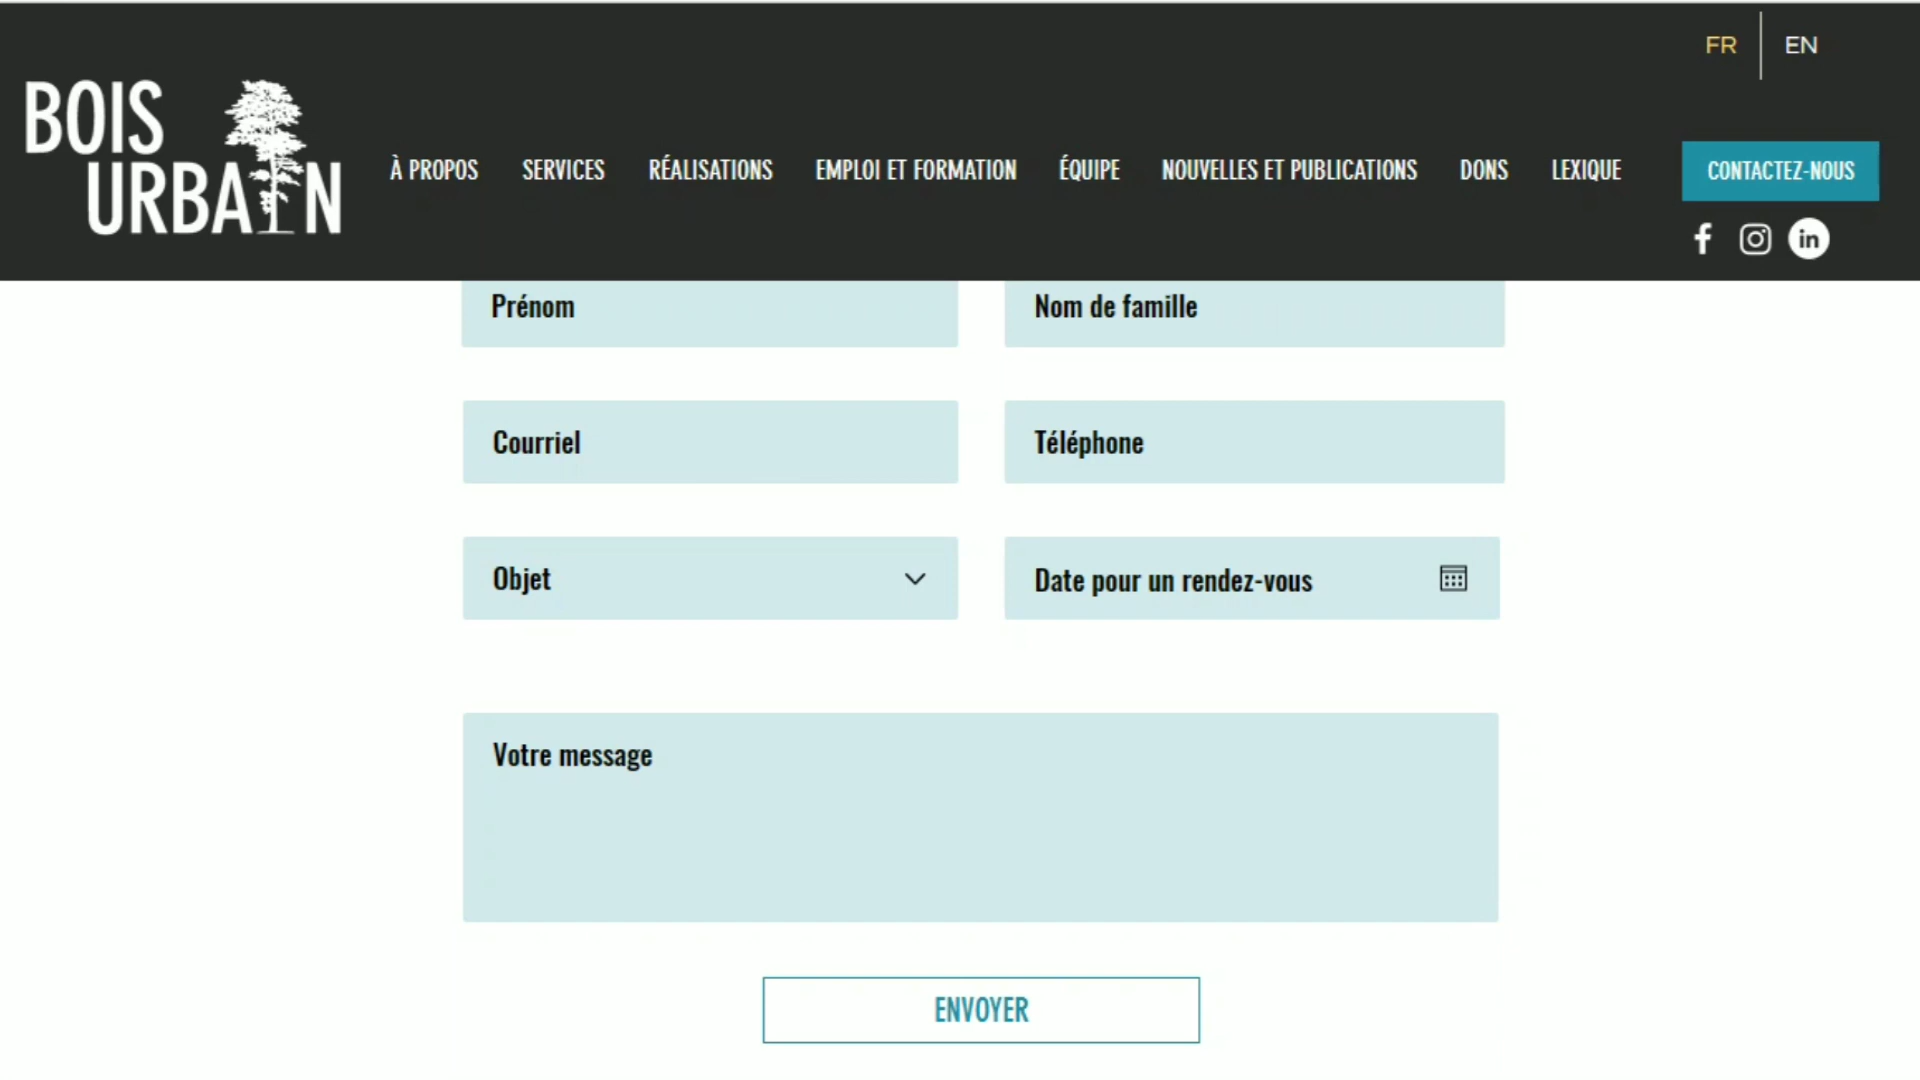 FR
EN
BOIS
URBAIN
À PROPOS
SERVICES
RÉALISATIONS
EMPLOI ET FORMATION
ÉQUIPE
NOUVELLES ET PUBLICATIONS
DONS
LEXIQUE
CONTACTEZ-NOUS
in
Prénom
Nom de famille
Courriel
Téléphone
Objet
Date pour un rendez-vous
Votre message
ENVOYER